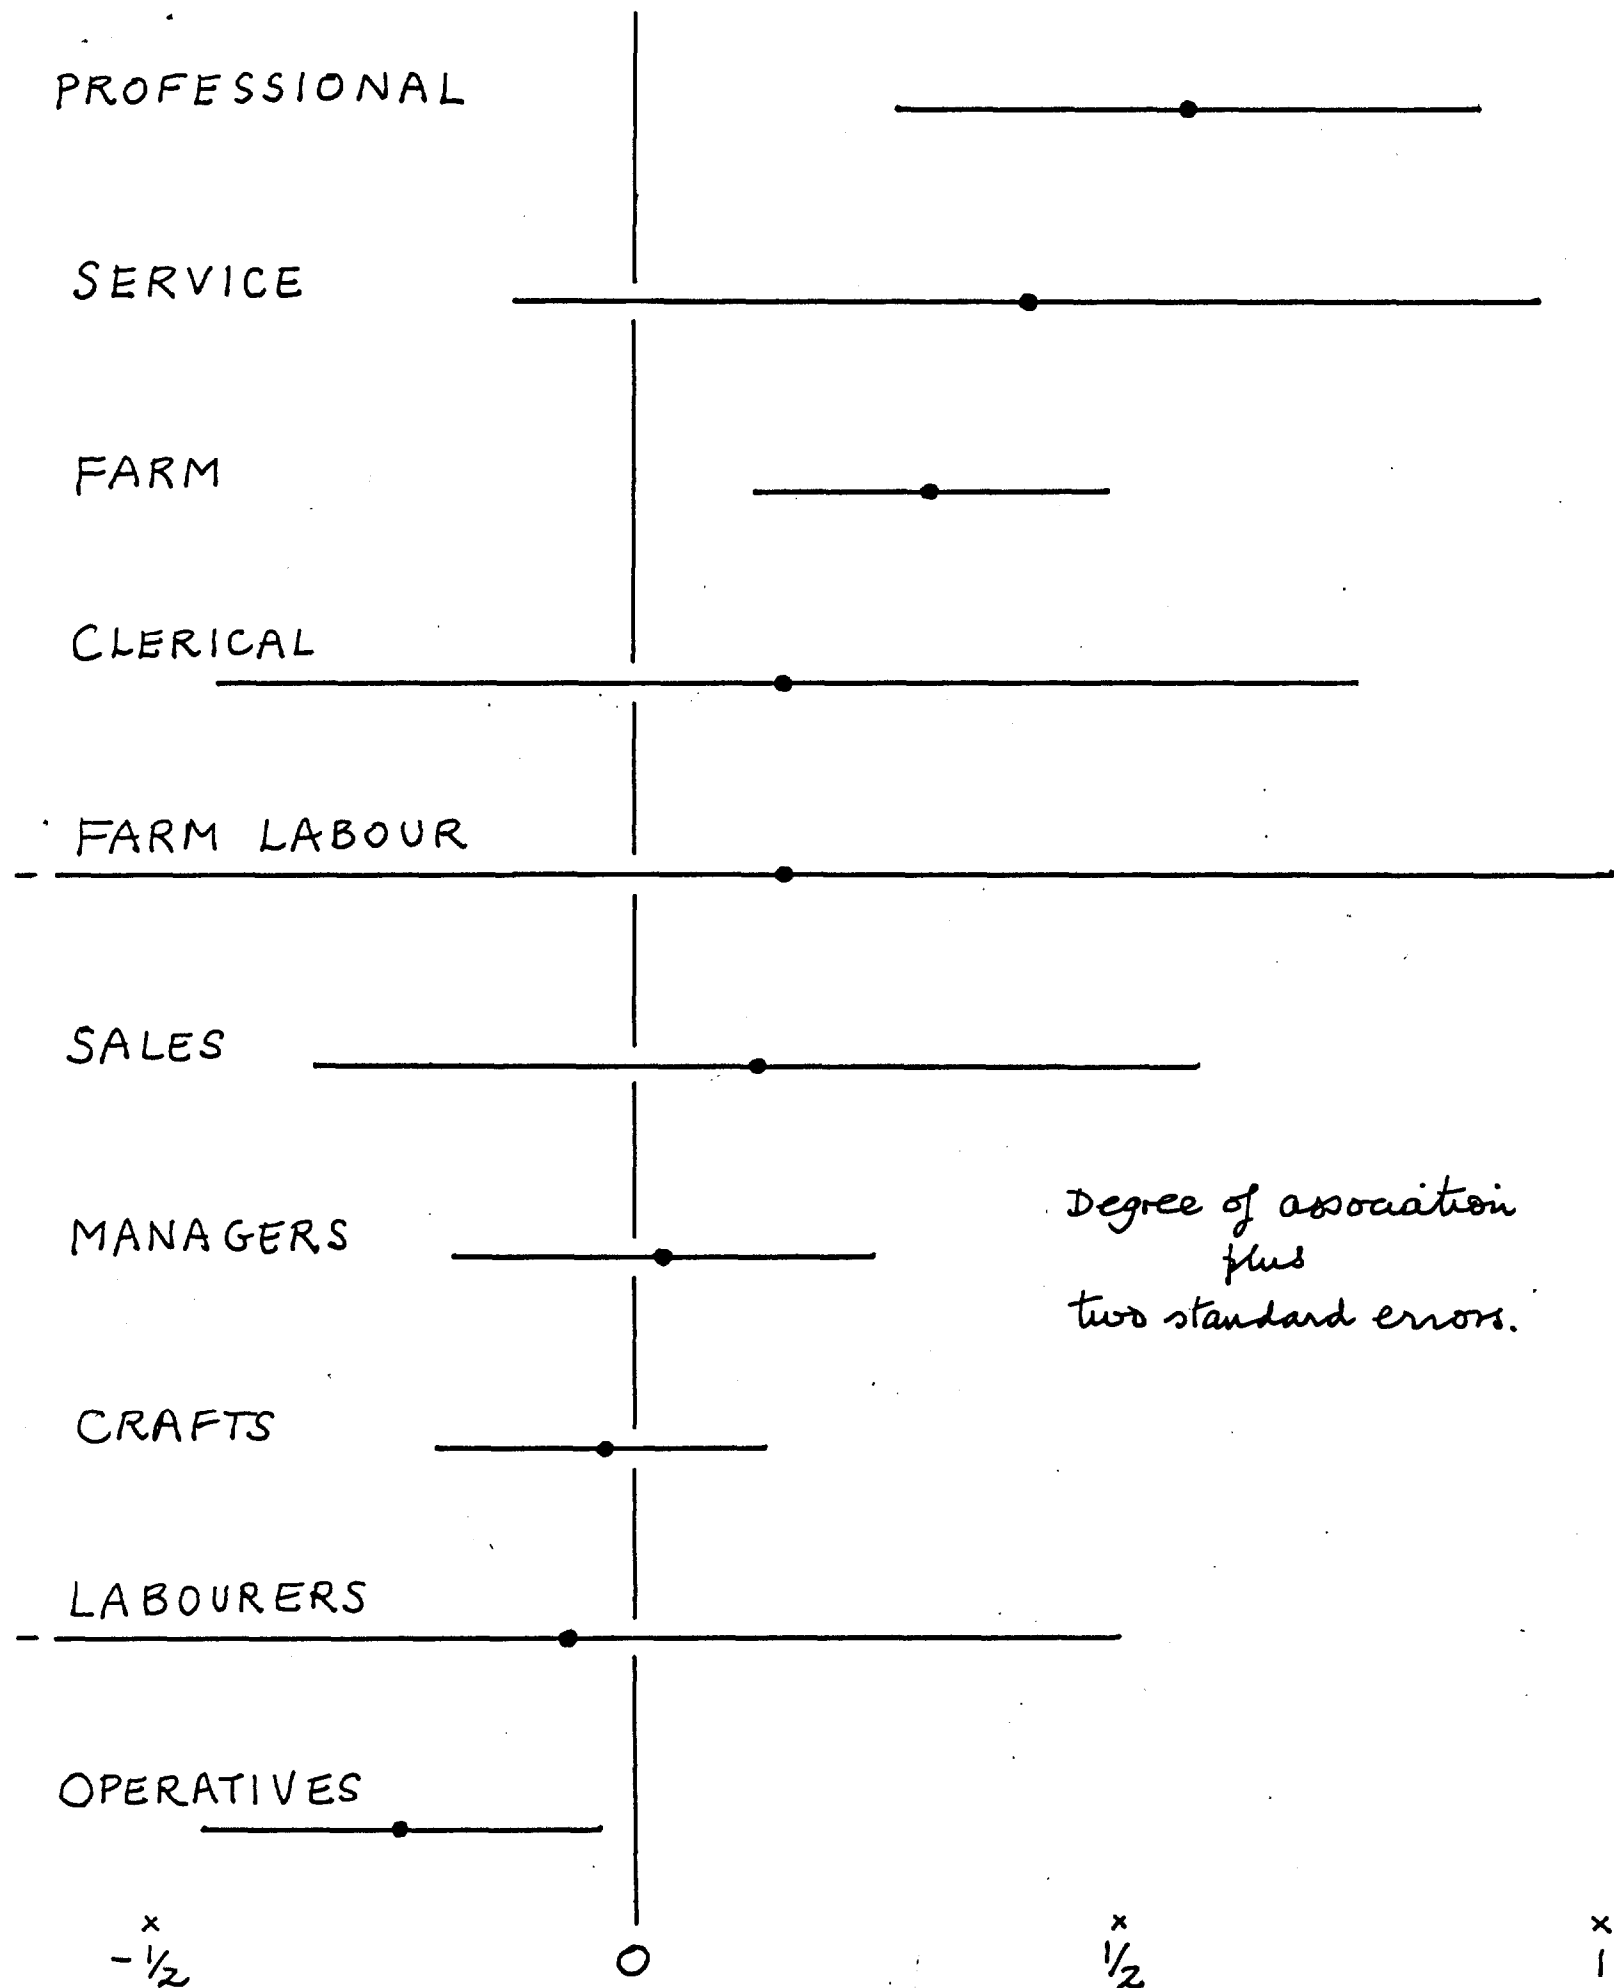 PROFESSIONAL
SERVICE
FARM
CLERICAL
FARM LABOUR
SALES
MANAGERS
Degree of association
plus
two standard errors.
CRAFTS
LABOURERS
OPERATIVES
x x x
-1/2 0 1/2 1